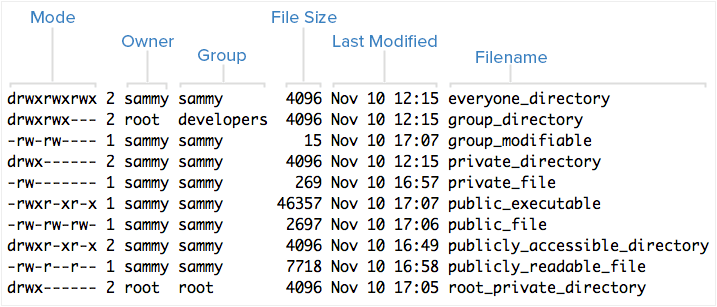 Mode File Size
Owner Last Modified
Group Filename
drwxrwxrwx 2 sammy sammy 4096 Nov 10 12:15 everyone_directory
drwxrwx--- 2 root developers 4096 Nov 10 12:15 group_directory
-rw-rw---- 1 sammy sammy 15 Nov 10 17:07 group_modifiable
drwx------ 2 sammy sammy 4096 Nov 10 12:15 private_directory
-rw------- 1 sammy sammy 269 Nov 10 16:57 private_file
-rwxr-xr-x 1 sammy sammy 46357 Nov 10 17:07 public_executable
-rw-rw-rw- 1 sammy sammy 2697 Nov 10 17:06 public_file
drwxr-xr-x 2 sammy sammy 4096 Nov 10 16:49 publicly_accessible_directory
-rw-r--r-- 1 sammy sammy 7718 Nov 10 16:58 publicly_readable_file
drwx------ 2 root root 4096 Nov 10 17:05 root_private_directory